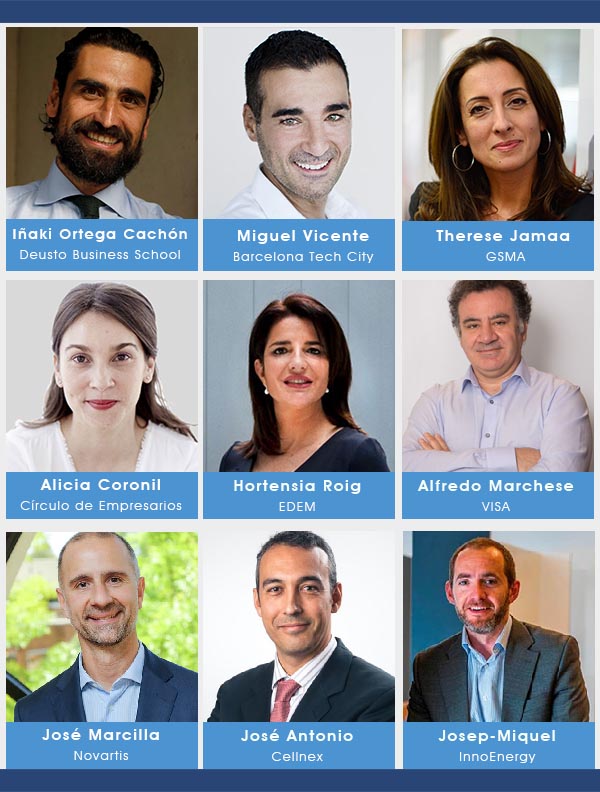 Iñaki Ortega Cachón
Deusto Business School
Miguel Vicente
Barcelona Tech City
Therese Jamaa
GSMA
Alicia Coronil
Círculo de Empresarios
Hortensia Roig
EDEM
Alfredo Marchese
VISA
José Marcilla
Novartis
José Antonio
Cellnex
Josep-Miquel
InnoEnergy